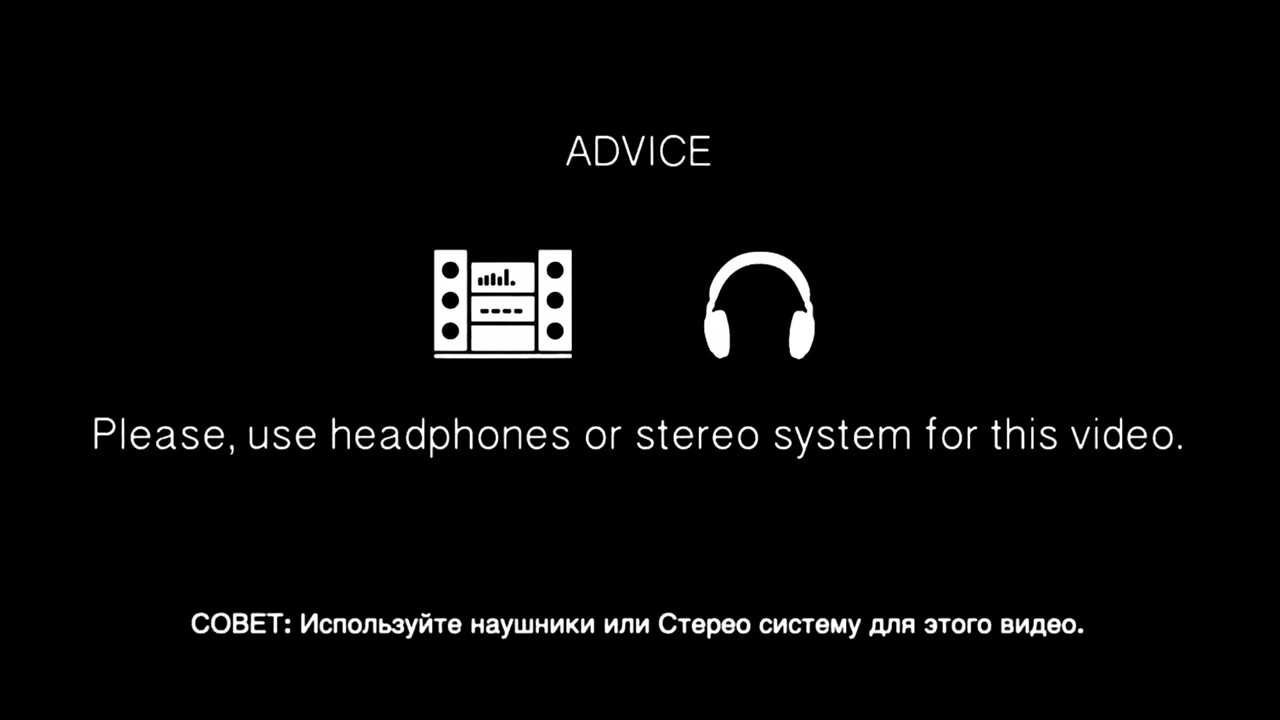 ADVICE
Please, use headphones or stereo system for this video.
СОВЕТ: Используйте наушники или Стерео систему для этого видео.